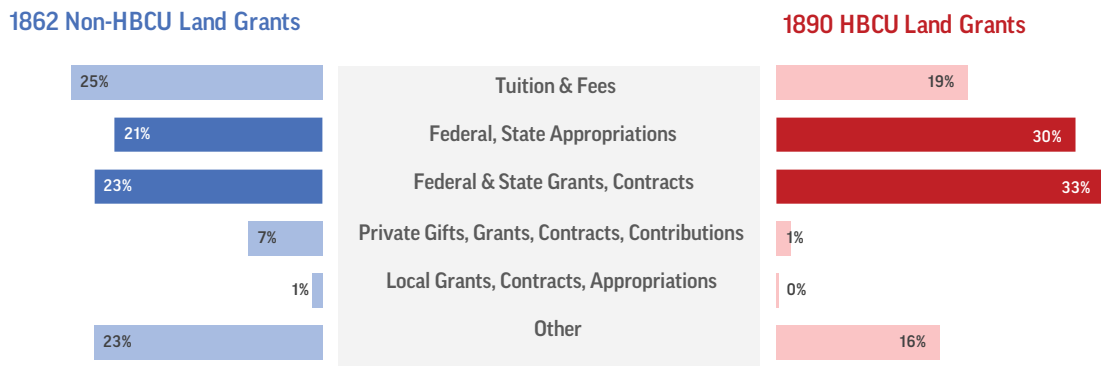 1862 Non-HBCU Land Grants
1890 HBCU Land Grants
25%
Tuition & Fees
19%
21%
Federal, State Appropriations
30%
23%
Federal & State Grants, Contracts
33%
7%
Private Gifts, Grants, Contracts, Contributions
1%
1%
Local Grants, Contracts, Appropriations
0%
23%
Other
16%